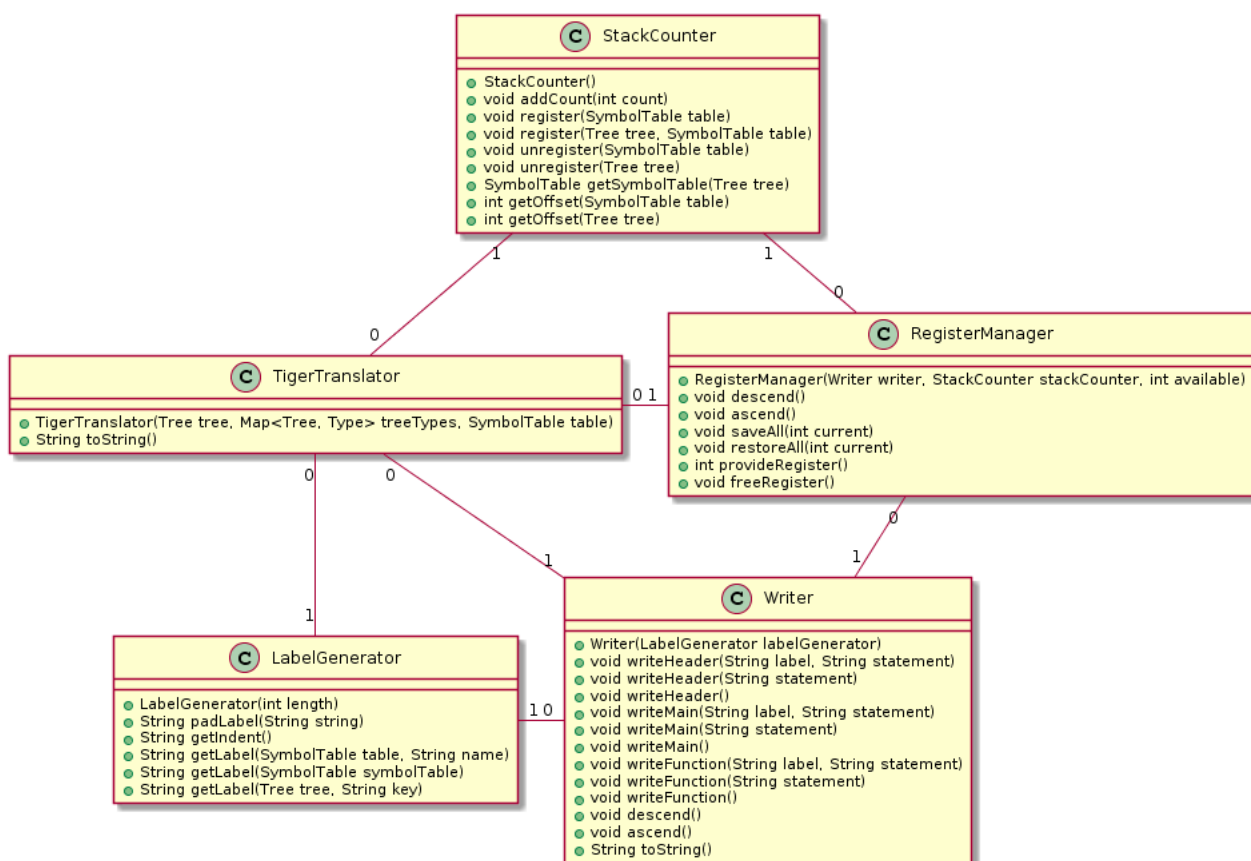 C StackCounter
StackCounter()
void addCount(int count)
void register(SymbolTable table)
void register(Tree tree, SymbolTable table)
void unregister(SymbolTable table)
void unregister(Tree tree)
SymbolTable getSymbolTable(Tree tree)
int getOffset(SymbolTable table)
int getOffset(Tree tree)
1
1
0
0
C RegisterManager
RegisterManager(Writer writer, StackCounter stackCounter, int available)
void descend()
void ascend()
void saveAll(int current)
void restoreAll(int current)
int provideRegister()
void freeRegister()
C TigerTranslator
TigerTranslator(Tree tree, Map<Tree, Type> treeTypes, SymbolTable table)
String toString()
0 1
0
0
0
1
1
1
C LabelGenerator
LabelGenerator(int length)
String padLabel(String string)
String getIndent()
String getLabel(SymbolTable table, String name)
String getLabel(SymbolTable symbolTable)
String getLabel(Tree tree, String key)
1 0
C Writer
Writer(LabelGenerator labelGenerator)
void writeHeader(String label, String statement)
void writeHeader(String statement)
void writeHeader()
void writeMain(String label, String statement)
void writeMain(String statement)
void writeMain()
void writeFunction(String label, String statement)
void writeFunction(String statement)
void writeFunction()
void descend()
void ascend()
String toString()